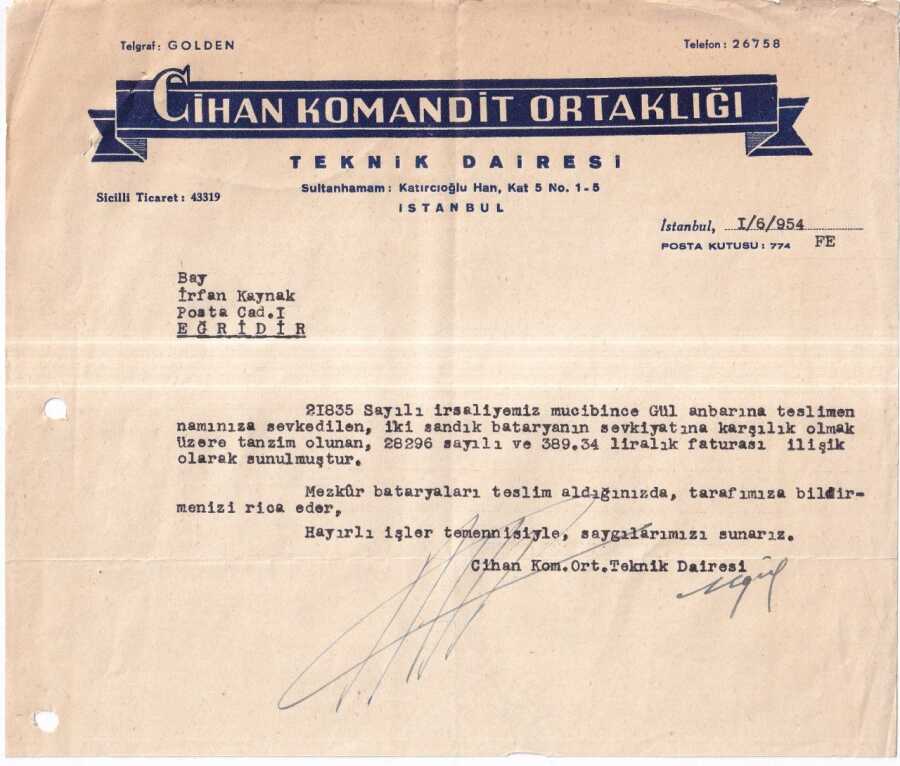 Telgraf: GOLDEN
Telefon: 26758
CİHAN KOMANDİT ORTAKLIĞI
TEKNİK DAİRESİ
Sultanhamam: Katırcıoğlu Han, Kat 5 No. 1-5
İSTANBUL
Sicilli Ticaret: 43319
İstanbul, I/6/954
POSTA KUTUSU: 774 FE
Bay
İrfan Kaynak
Posta Cad.I
EĞRİDİR
21835 Sayılı irsaliyemiz mucibince Gül anbarına teslimen
namınıza sevkedilen, iki sandık bataryanın sevkiyatına karşılık olmak
üzere tanzim olunan, 28296 sayılı ve 389.34 liralık faturası ilişik
olarak sunulmuştur.
Mezkûr bataryaları teslim aldığınızda, tarafımıza bildir-
menizi rica eder,
Hayırlı işler temennisiyle, saygılarımızı sunarız.
Cihan Kom.Ort.Teknik Dairesi